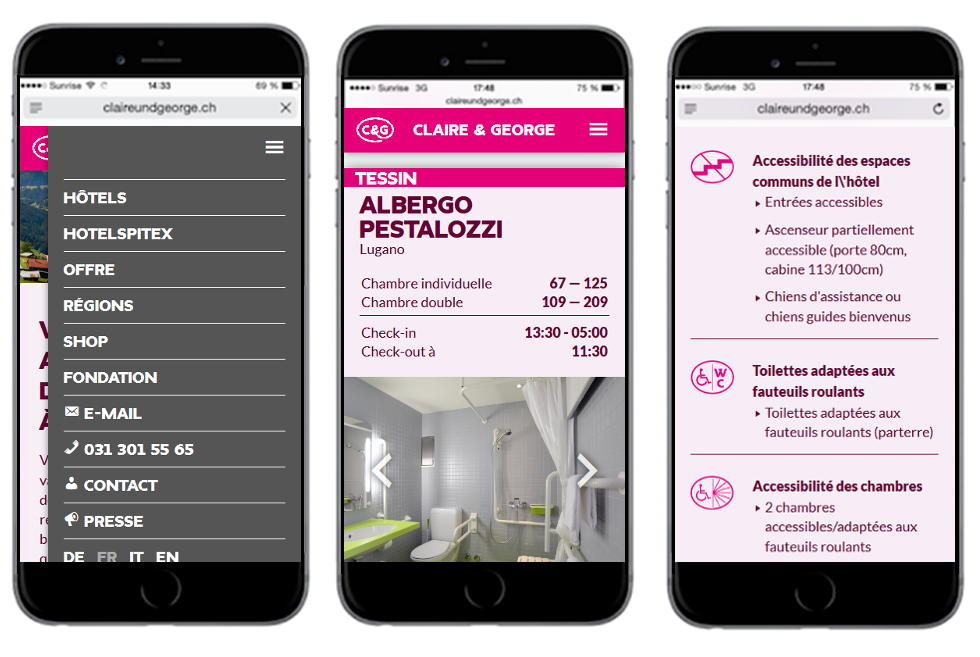 Sunrise 14:33 69 %
claireundgeorge.ch
C&G
HÔTELS
HOTELSPITEX
OFFRE
RÉGIONS
SHOP
FONDATION
E-MAIL
031 301 55 65
CONTACT
PRESSE
DE FR IT EN
Sunrise 3G 17:48 75 %
claireundgeorge.ch
C&G CLAIRE & GEORGE
TESSIN
ALBERGO
PESTALOZZI
Lugano
Chambre individuelle 67 — 125
Chambre double 109 — 209
Check-in 13:30 - 05:00
Check-out à 11:30
Sunrise 3G 17:48 75 %
claireundgeorge.ch
Accessibilité des espaces
communs de l\'hôtel
Entrées accessibles
Ascenseur partiellement
accessible (porte 80cm,
cabine 113/100cm)
Chiens d'assistance ou
chiens guides bienvenus
WC
Toilettes adaptées aux
fauteuils roulants
Toilettes adaptées aux
fauteuils roulants (parterre)
Accessibilité des chambres
2 chambres
accessibles/adaptées aux
fauteuils roulants